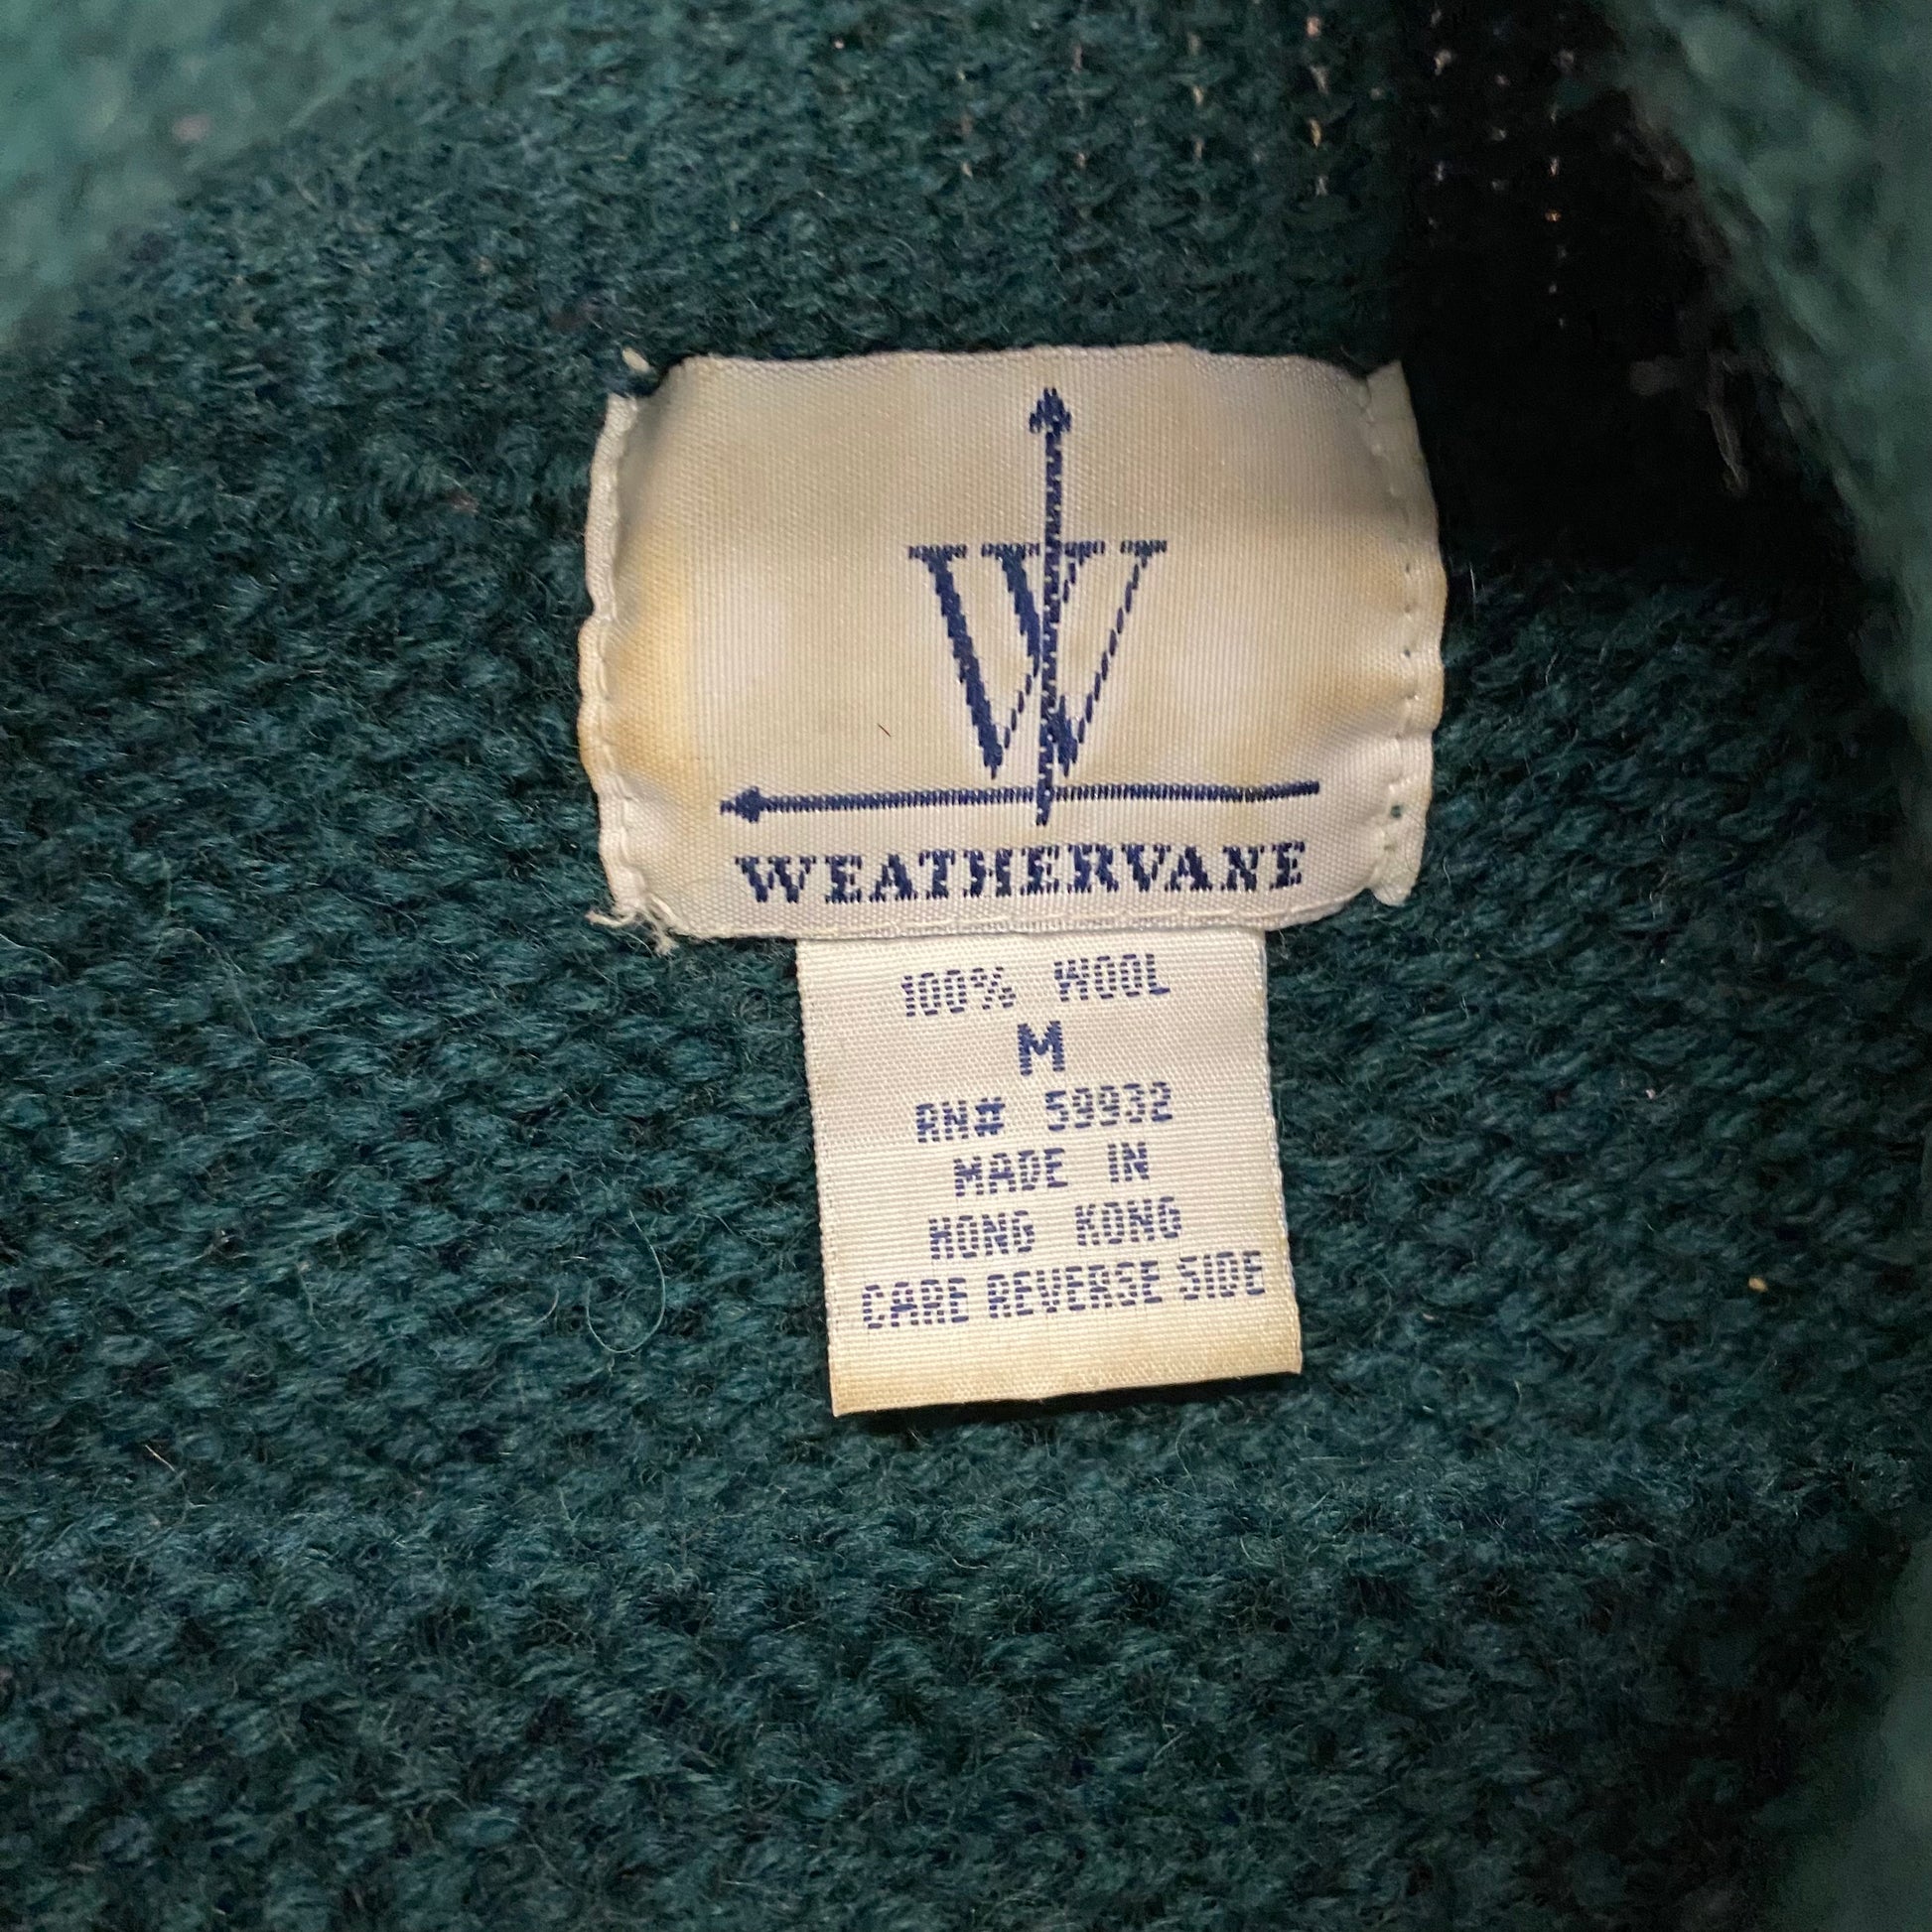 W
WEATHERVANE
100% WOOL
M
RN# 59932
MADE IN
HONG KONG
CARE REVERSE SIDE